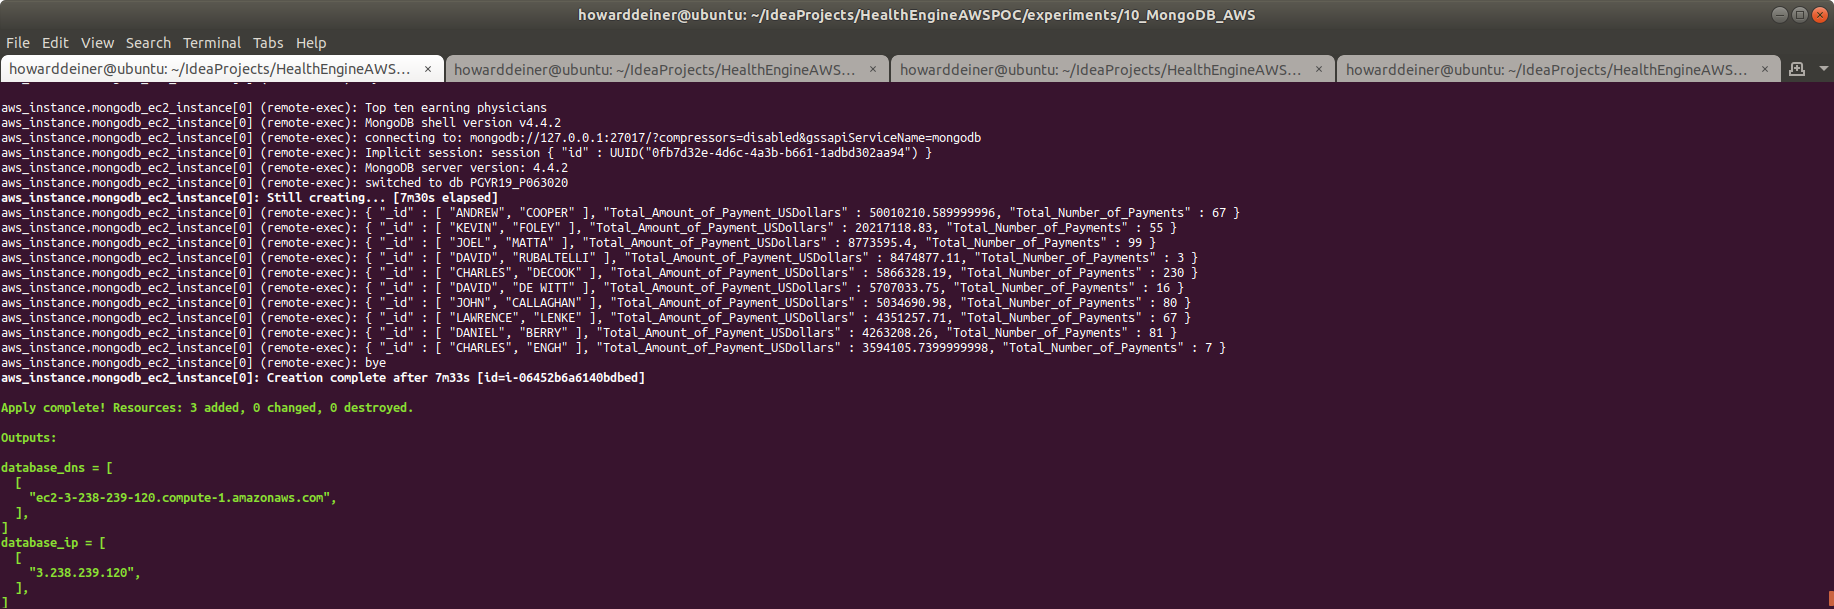 howarddeiner@ubuntu: ~/IdeaProjects/HealthEngineAWSPOC/experiments/10_MongoDB_AWS
File Edit View Search Terminal Tabs Help
howarddeiner@ubuntu: ~/IdeaProjects/HealthEngineAWS... × howarddeiner@ubuntu: ~/IdeaProjects/HealthEngineAWS... × howarddeiner@ubuntu: ~/IdeaProjects/HealthEngineAWS... × howarddeiner@ubuntu: ~/IdeaProjects/HealthEngineAWS... ×
aws_instance.mongodb_ec2_instance[0] (remote-exec): Top ten earning physicians
aws_instance.mongodb_ec2_instance[0] (remote-exec): MongoDB shell version v4.4.2
aws_instance.mongodb_ec2_instance[0] (remote-exec): connecting to: mongodb://127.0.0.1:27017/?compressors=disabled&gssapiServiceName=mongodb
aws_instance.mongodb_ec2_instance[0] (remote-exec): Implicit session: session { "id" : UUID("0fb7d32e-4d6c-4a3b-b661-1adbd302aa94") }
aws_instance.mongodb_ec2_instance[0] (remote-exec): MongoDB server version: 4.4.2
aws_instance.mongodb_ec2_instance[0] (remote-exec): switched to db PGYR19_P063020
aws_instance.mongodb_ec2_instance[0]: Still creating... [7m30s elapsed]
aws_instance.mongodb_ec2_instance[0] (remote-exec): { "_id" : [ "ANDREW", "COOPER" ], "Total_Amount_of_Payment_USDollars" : 50010210.589999996, "Total_Number_of_Payments" : 67 }
aws_instance.mongodb_ec2_instance[0] (remote-exec): { "_id" : [ "KEVIN", "FOLEY" ], "Total_Amount_of_Payment_USDollars" : 20217118.83, "Total_Number_of_Payments" : 55 }
aws_instance.mongodb_ec2_instance[0] (remote-exec): { "_id" : [ "JOEL", "MATTA" ], "Total_Amount_of_Payment_USDollars" : 8773595.4, "Total_Number_of_Payments" : 99 }
aws_instance.mongodb_ec2_instance[0] (remote-exec): { "_id" : [ "DAVID", "RUBALTELLI" ], "Total_Amount_of_Payment_USDollars" : 8474877.11, "Total_Number_of_Payments" : 3 }
aws_instance.mongodb_ec2_instance[0] (remote-exec): { "_id" : [ "CHARLES", "DECOOK" ], "Total_Amount_of_Payment_USDollars" : 5866328.19, "Total_Number_of_Payments" : 230 }
aws_instance.mongodb_ec2_instance[0] (remote-exec): { "_id" : [ "DAVID", "DE WITT" ], "Total_Amount_of_Payment_USDollars" : 5707033.75, "Total_Number_of_Payments" : 16 }
aws_instance.mongodb_ec2_instance[0] (remote-exec): { "_id" : [ "JOHN", "CALLAGHAN" ], "Total_Amount_of_Payment_USDollars" : 5034690.98, "Total_Number_of_Payments" : 80 }
aws_instance.mongodb_ec2_instance[0] (remote-exec): { "_id" : [ "LAWRENCE", "LENKE" ], "Total_Amount_of_Payment_USDollars" : 4351257.71, "Total_Number_of_Payments" : 67 }
aws_instance.mongodb_ec2_instance[0] (remote-exec): { "_id" : [ "DANIEL", "BERRY" ], "Total_Amount_of_Payment_USDollars" : 4263208.26, "Total_Number_of_Payments" : 81 }
aws_instance.mongodb_ec2_instance[0] (remote-exec): { "_id" : [ "CHARLES", "ENGH" ], "Total_Amount_of_Payment_USDollars" : 3594105.7399999998, "Total_Number_of_Payments" : 7 }
aws_instance.mongodb_ec2_instance[0] (remote-exec): bye
aws_instance.mongodb_ec2_instance[0]: Creation complete after 7m33s [id=i-06452b6a6140bdbed]
Apply complete! Resources: 3 added, 0 changed, 0 destroyed.
Outputs:
database_dns = [
[
"ec2-3-238-239-120.compute-1.amazonaws.com",
],
]
database_ip = [
[
"3.238.239.120",
],
]